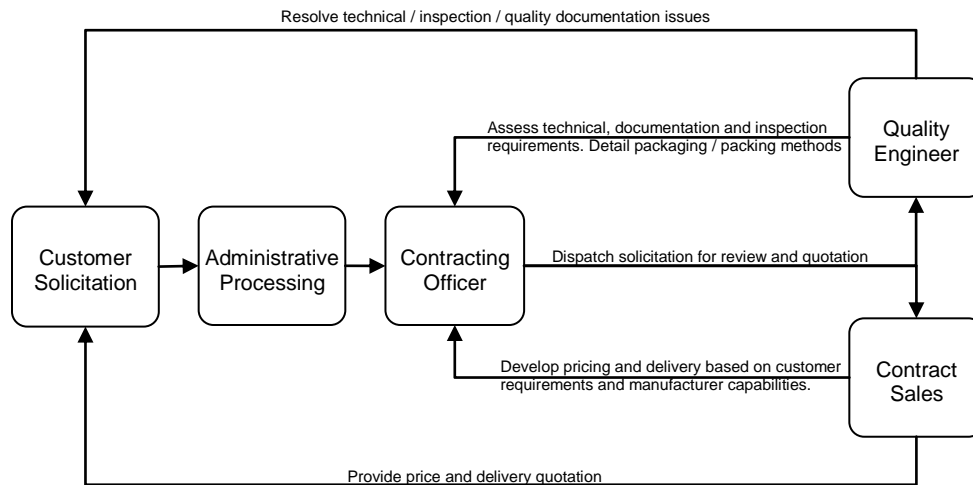 Resolve technical / inspection / quality documentation issues
Assess technical, documentation and inspection
requirements. Detail packaging / packing methods
Quality
Engineer
Customer
Solicitation
Administrative
Processing
Contracting
Officer
Dispatch solicitation for review and quotation
Develop pricing and delivery based on customer
requirements and manufacturer capabilities.
Contract
Sales
Provide price and delivery quotation